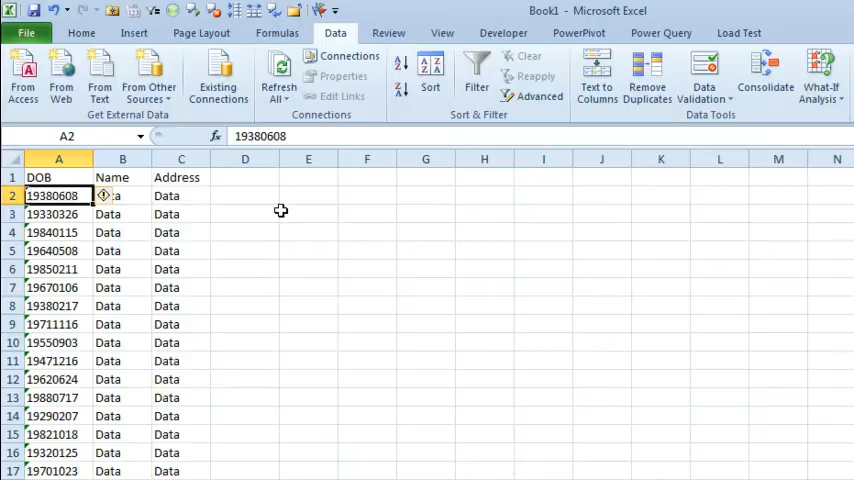 Book1 - Microsoft Excel
File Home Insert Page Layout Formulas Data Review View Developer PowerPivot Power Query Load Test
From Access
From Web
From Text
From Other Sources
Existing Connections
Get External Data
Refresh All
Connections
Properties
Edit Links
Connections
Sort
Filter
Clear
Reapply
Advanced
Sort & Filter
Text to Columns
Remove Duplicates
Data Validation
Consolidate
What-If Analysis
Data Tools
A2 fx 19380608
A B C D E F G H I J K L M N
1 DOB Name Address
2 19380608 ta Data
3 19330326 Data Data
4 19840115 Data Data
5 19640508 Data Data
6 19850211 Data Data
7 19670106 Data Data
8 19380217 Data Data
9 19711116 Data Data
10 19550903 Data Data
11 19471216 Data Data
12 19620624 Data Data
13 19880717 Data Data
14 19290207 Data Data
15 19821018 Data Data
16 19320125 Data Data
17 19701023 Data Data